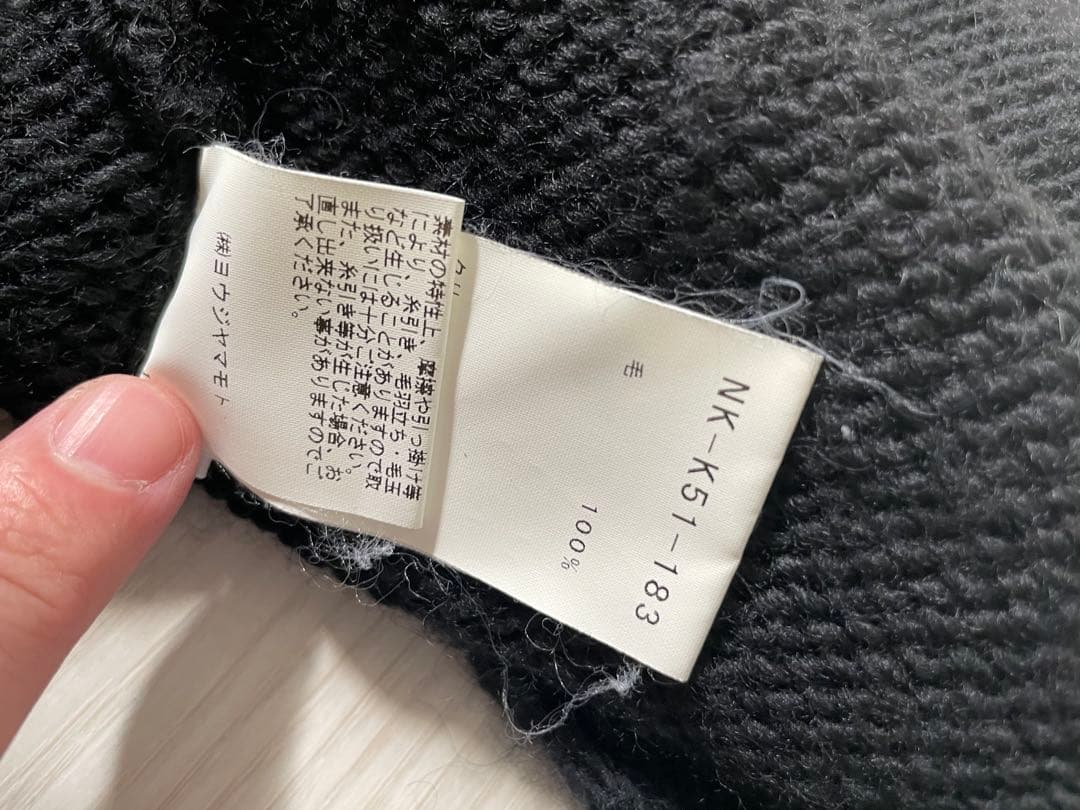 NK-K51-183
毛
100%
素材の特性上、摩擦や引っ掛け等
により、糸引き、毛羽立ち・毛玉
など生じることがありますので取
り扱いには十分ご注意ください。
また、糸引き等が生じた場合、お
直し出来ない事がありますのでご
了承ください。
㈱ヨウジヤマモト